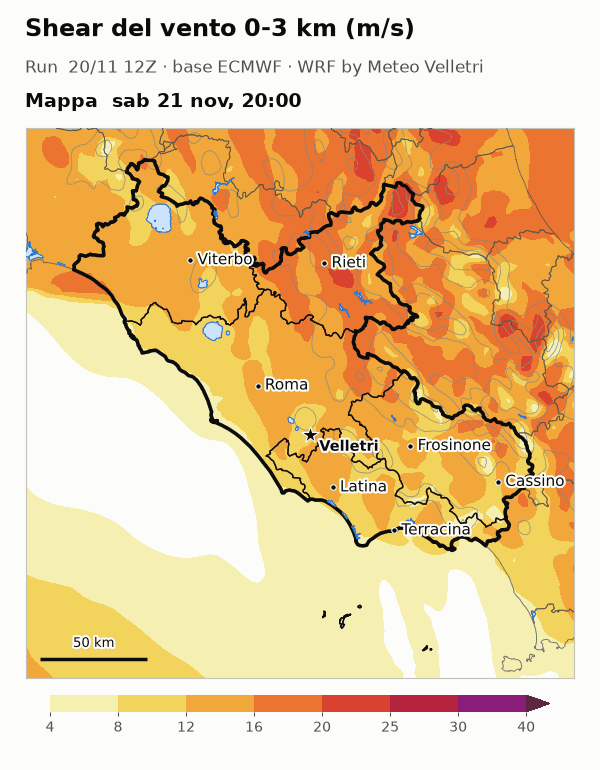 Shear del vento 0-3 km (m/s)
Run  20/11 12Z · base ECMWF · WRF by Meteo Velletri
Mappa  sab 21 nov, 20:00
Viterbo
Rieti
Roma
Velletri
Frosinone
Latina
Cassino
Terracina
50 km
4 8 12 16 20 25 30 40